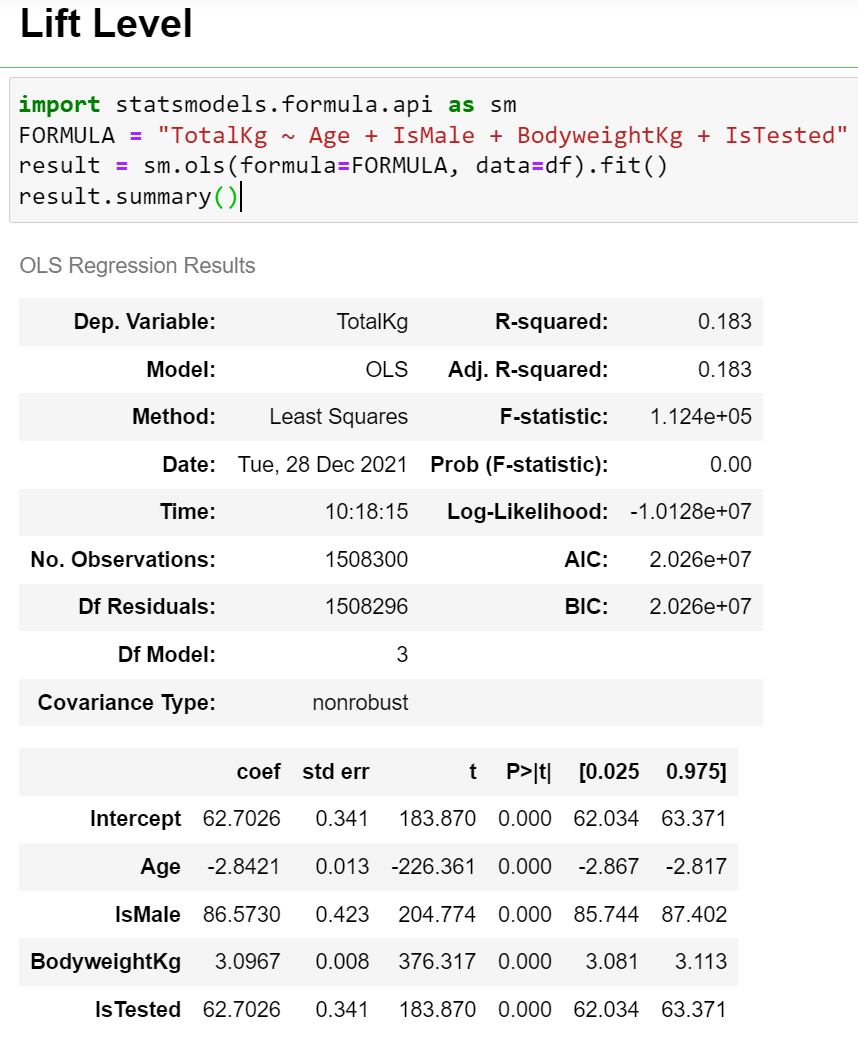 Lift Level
import statsmodels.formula.api as sm
FORMULA = "TotalKg ~ Age + IsMale + BodyweightKg + IsTested"
result = sm.ols(formula=FORMULA, data=df).fit()
result.summary()
OLS Regression Results
Dep. Variable: TotalKg R-squared: 0.183
Model: OLS Adj. R-squared: 0.183
Method: Least Squares F-statistic: 1.124e+05
Date: Tue, 28 Dec 2021 Prob (F-statistic): 0.00
Time: 10:18:15 Log-Likelihood: -1.0128e+07
No. Observations: 1508300 AIC: 2.026e+07
Df Residuals: 1508296 BIC: 2.026e+07
Df Model: 3
Covariance Type: nonrobust
coef std err t P>|t| [0.025 0.975]
Intercept 62.7026 0.341 183.870 0.000 62.034 63.371
Age -2.8421 0.013 -226.361 0.000 -2.867 -2.817
IsMale 86.5730 0.423 204.774 0.000 85.744 87.402
BodyweightKg 3.0967 0.008 376.317 0.000 3.081 3.113
IsTested 62.7026 0.341 183.870 0.000 62.034 63.371